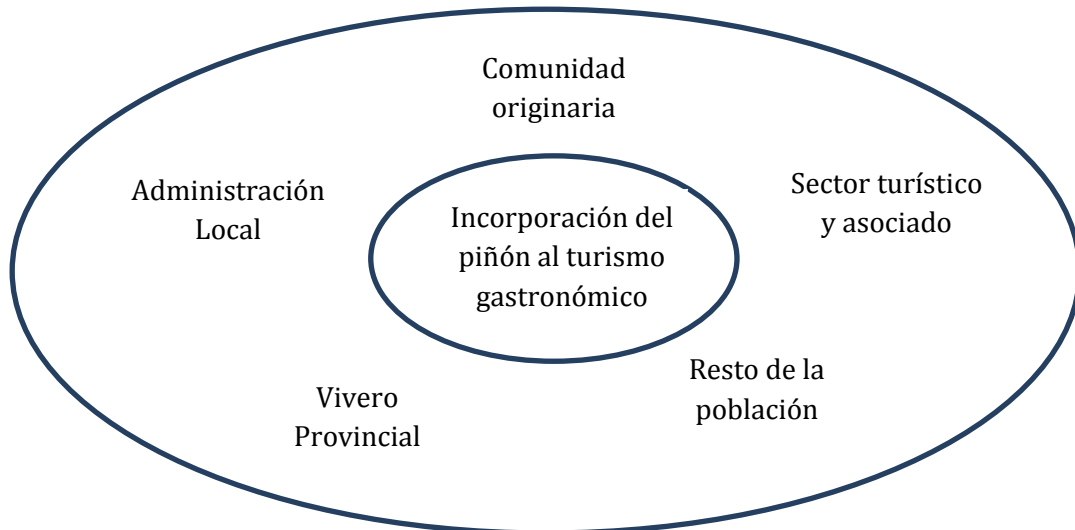 Comunidad
originaria
Administración
Local
Sector turístico
y asociado
Incorporación del
piñón al turismo
gastronómico
Vivero
Provincial
Resto de la
población